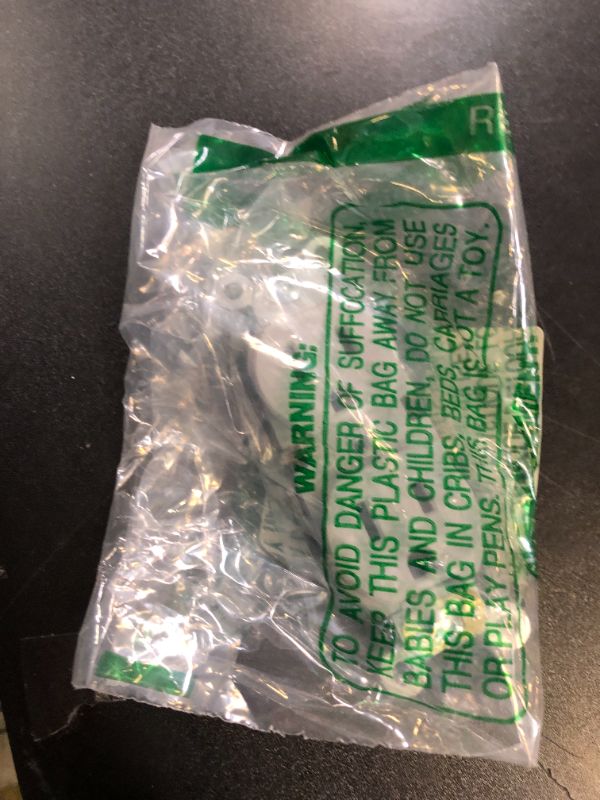 R
WARNING:
TO AVOID DANGER OF SUFFOCATION,
KEEP THIS PLASTIC BAG AWAY FROM
BABIES AND CHILDREN, DO NOT USE
THIS BAG IN CRIBS, BEDS, CARRIAGES
OR PLAY PENS. THIS BAG IS NOT A TOY.